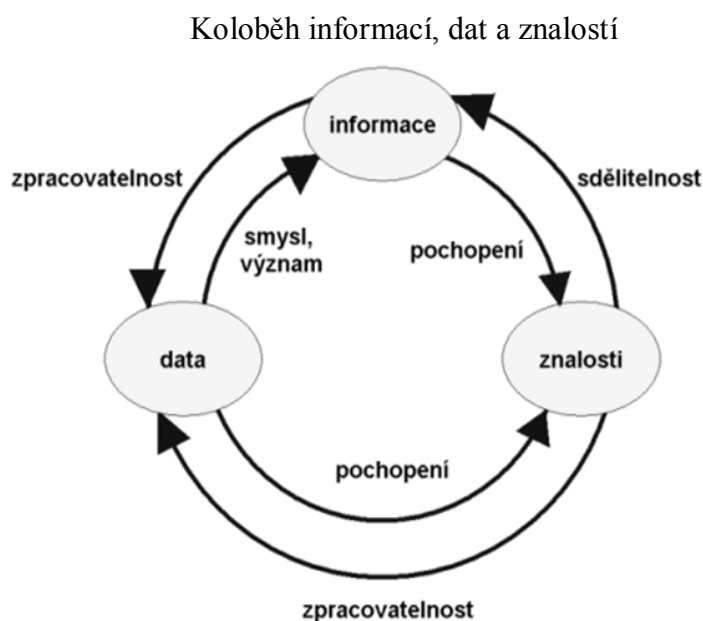 Koloběh informací, dat a znalostí
informace
zpracovatelnost
sdělitelnost
smysl,
význam
pochopení
data
znalosti
pochopení
zpracovatelnost